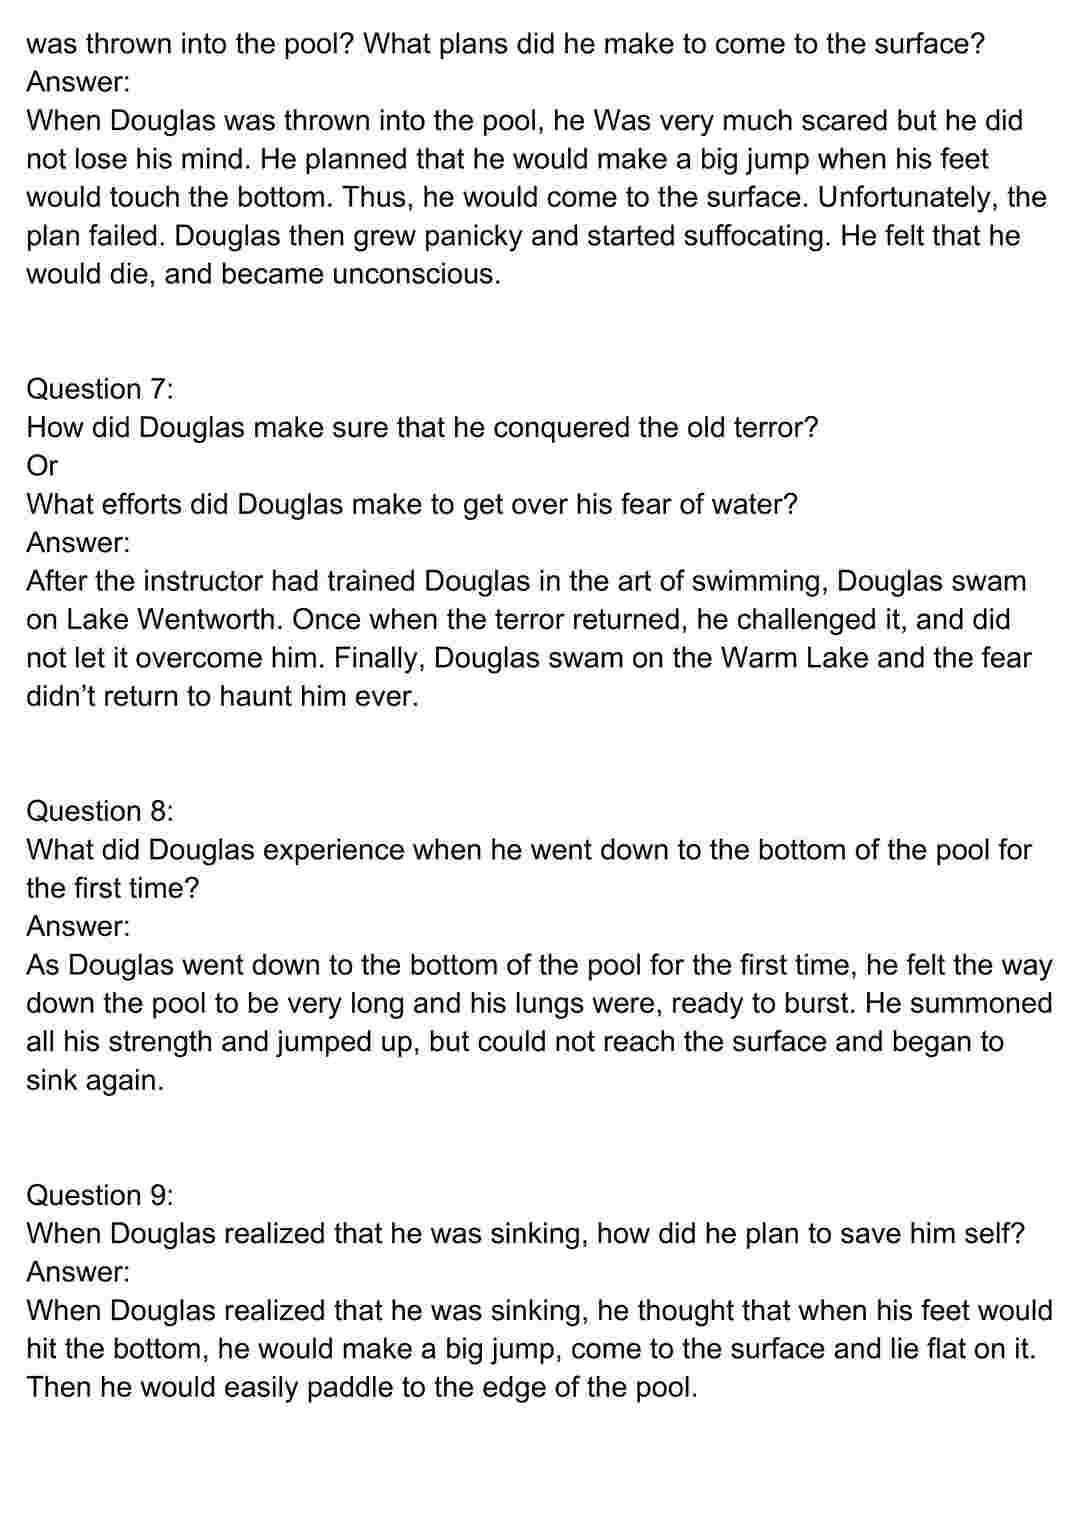 was thrown into the pool? What plans did he make to come to the surface?
Answer:
When Douglas was thrown into the pool, he Was very much scared but he did
not lose his mind. He planned that he would make a big jump when his feet
would touch the bottom. Thus, he would come to the surface. Unfortunately, the
plan failed. Douglas then grew panicky and started suffocating. He felt that he
would die, and became unconscious.
Question 7:
How did Douglas make sure that he conquered the old terror?
Or
What efforts did Douglas make to get over his fear of water?
Answer:
After the instructor had trained Douglas in the art of swimming, Douglas swam
on Lake Wentworth. Once when the terror returned, he challenged it, and did
not let it overcome him. Finally, Douglas swam on the Warm Lake and the fear
didn’t return to haunt him ever.
Question 8:
What did Douglas experience when he went down to the bottom of the pool for
the first time?
Answer:
As Douglas went down to the bottom of the pool for the first time, he felt the way
down the pool to be very long and his lungs were, ready to burst. He summoned
all his strength and jumped up, but could not reach the surface and began to
sink again.
Question 9:
When Douglas realized that he was sinking, how did he plan to save him self?
Answer:
When Douglas realized that he was sinking, he thought that when his feet would
hit the bottom, he would make a big jump, come to the surface and lie flat on it.
Then he would easily paddle to the edge of the pool.